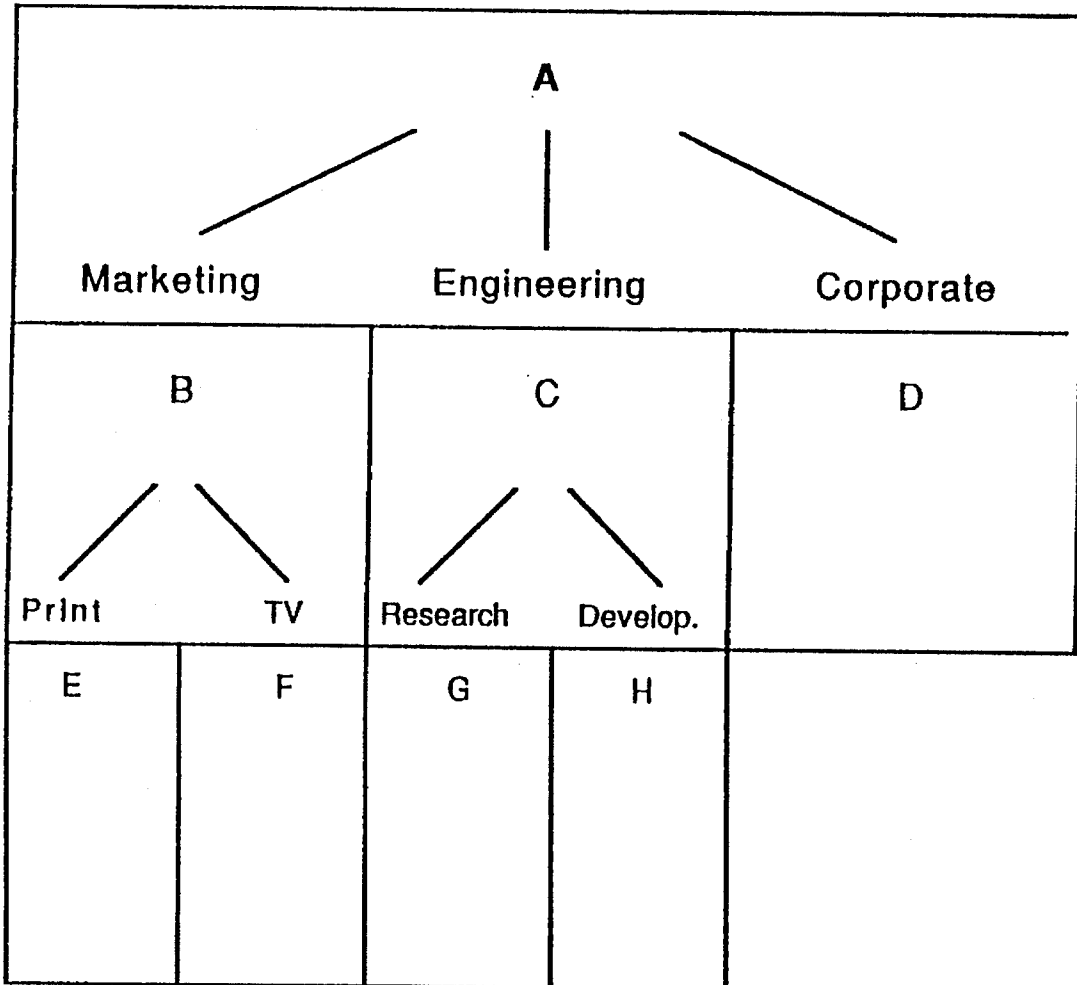 A
Marketing Engineering Corporate
B C D
Print TV Research Develop.
E F G H